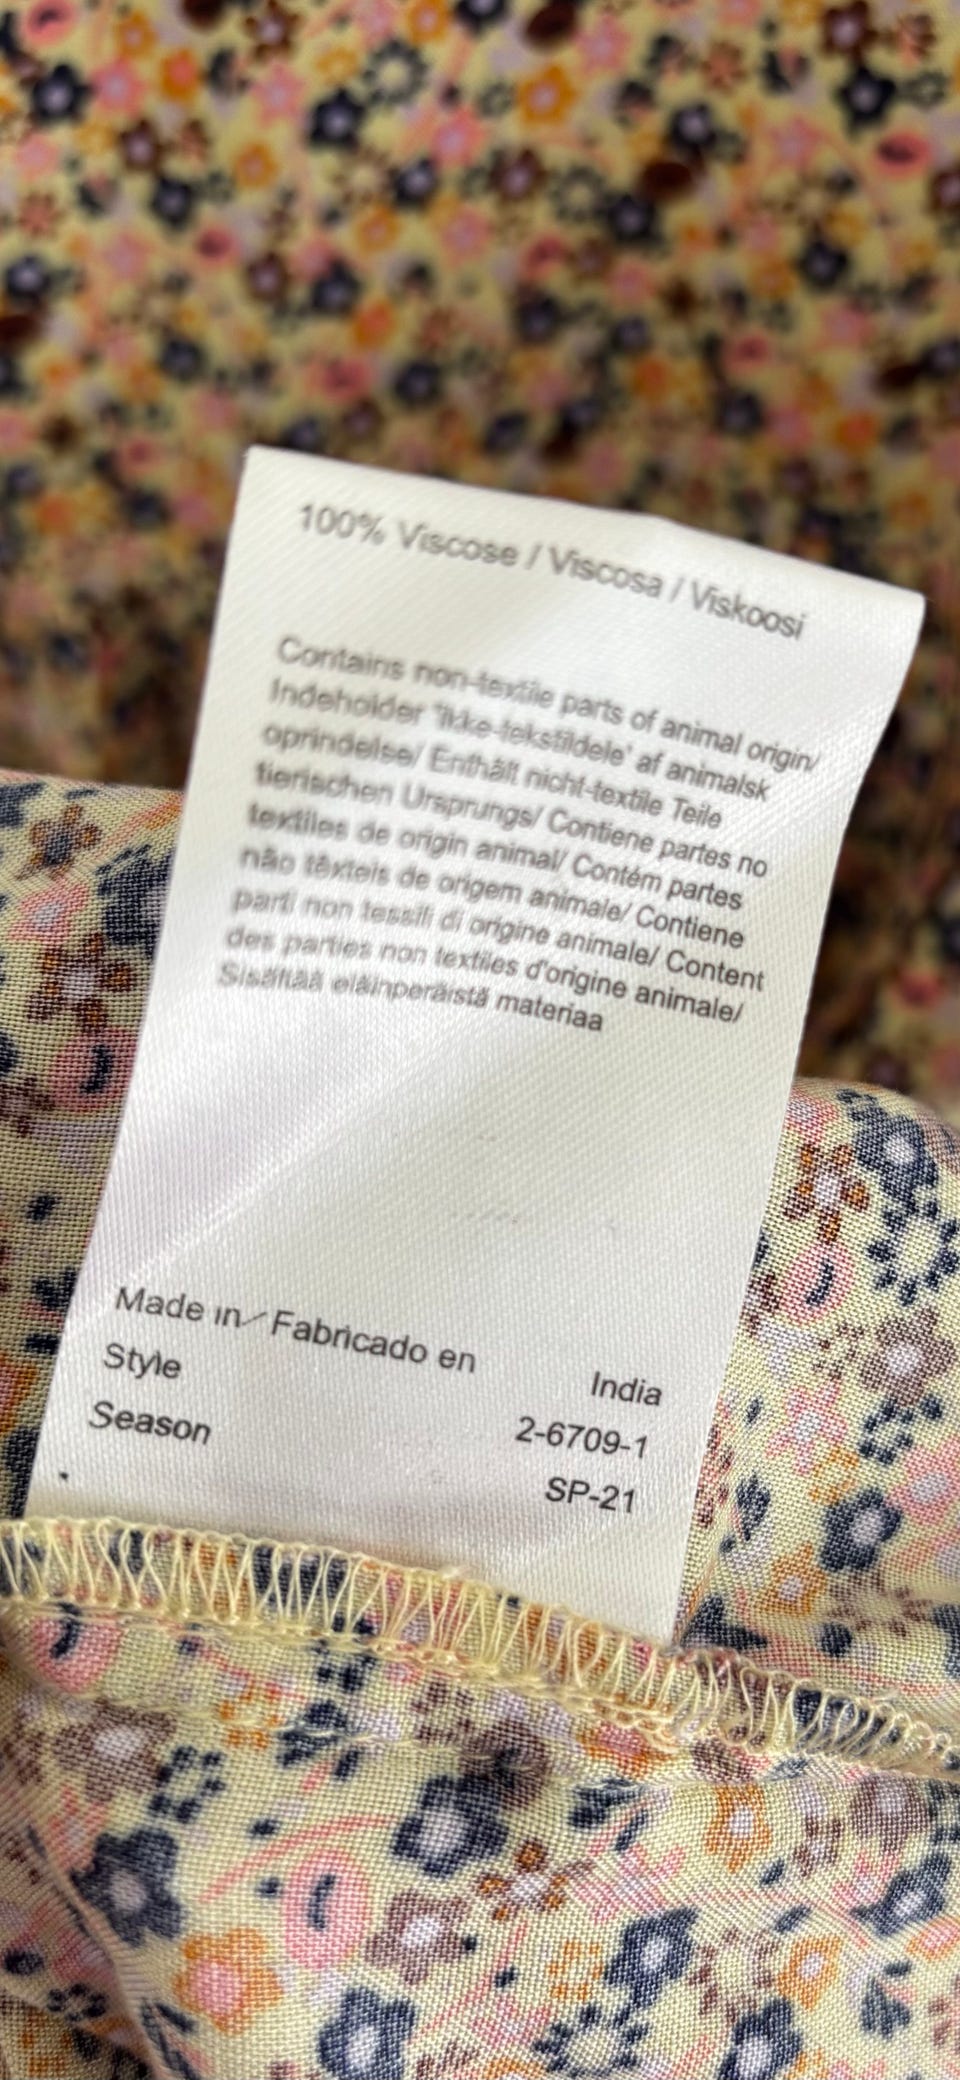 100% Viscose / Viscosa / Viskoosi
Contains non-textile parts of animal origin/
Indeholder 'ikke-tekstildele' af animalsk
oprindelse/ Enthält nicht-textile Teile
tierischen Ursprungs/ Contiene partes no
textiles de origin animal/ Contém partes
não têxteis de origem animale/ Contiene
parti non tessili di origine animale/ Content
des parties non textiles d'origine animale/
Sisältää eläinperäistä materiaa
Made in/ Fabricado en India
Style 2-6709-1
Season SP-21